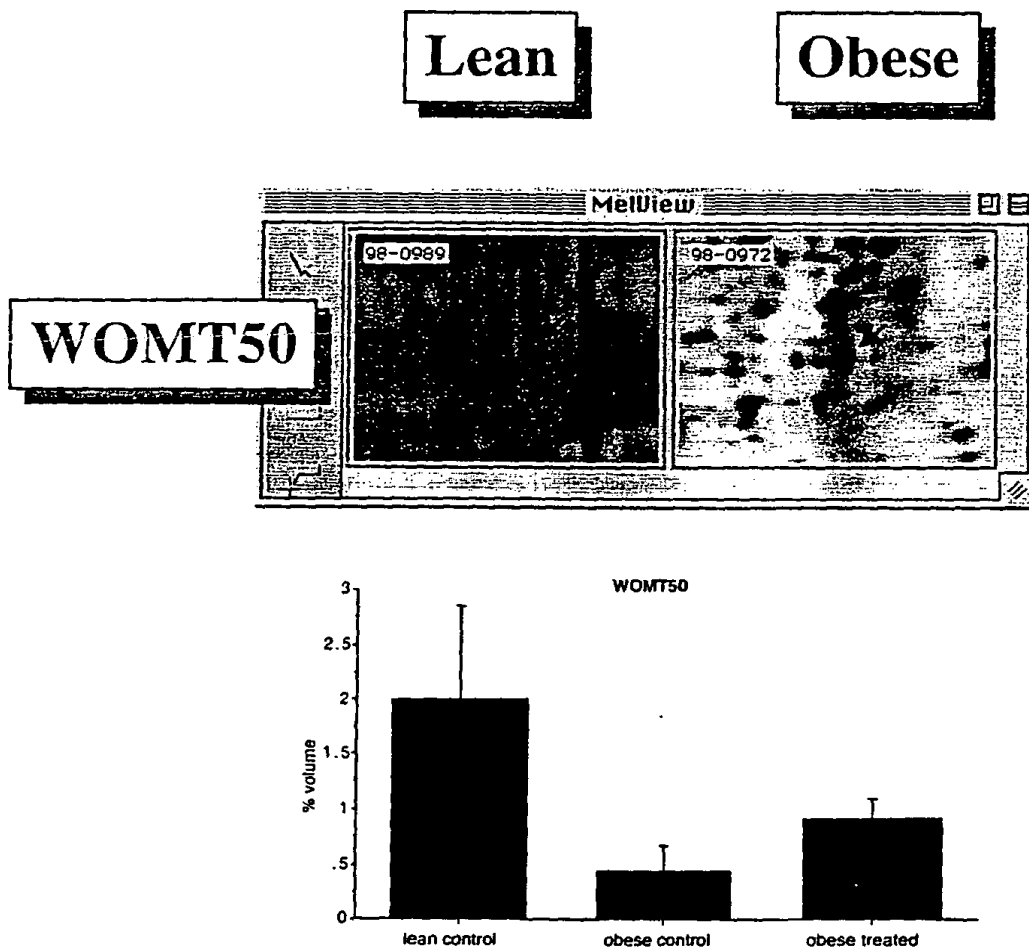 Lean
Obese
MelView
98-0989
98-0972
WOMT50
WOMT50
3
2.5
2
1.5
1
.5
0
% volume
lean control
obese control
obese treated